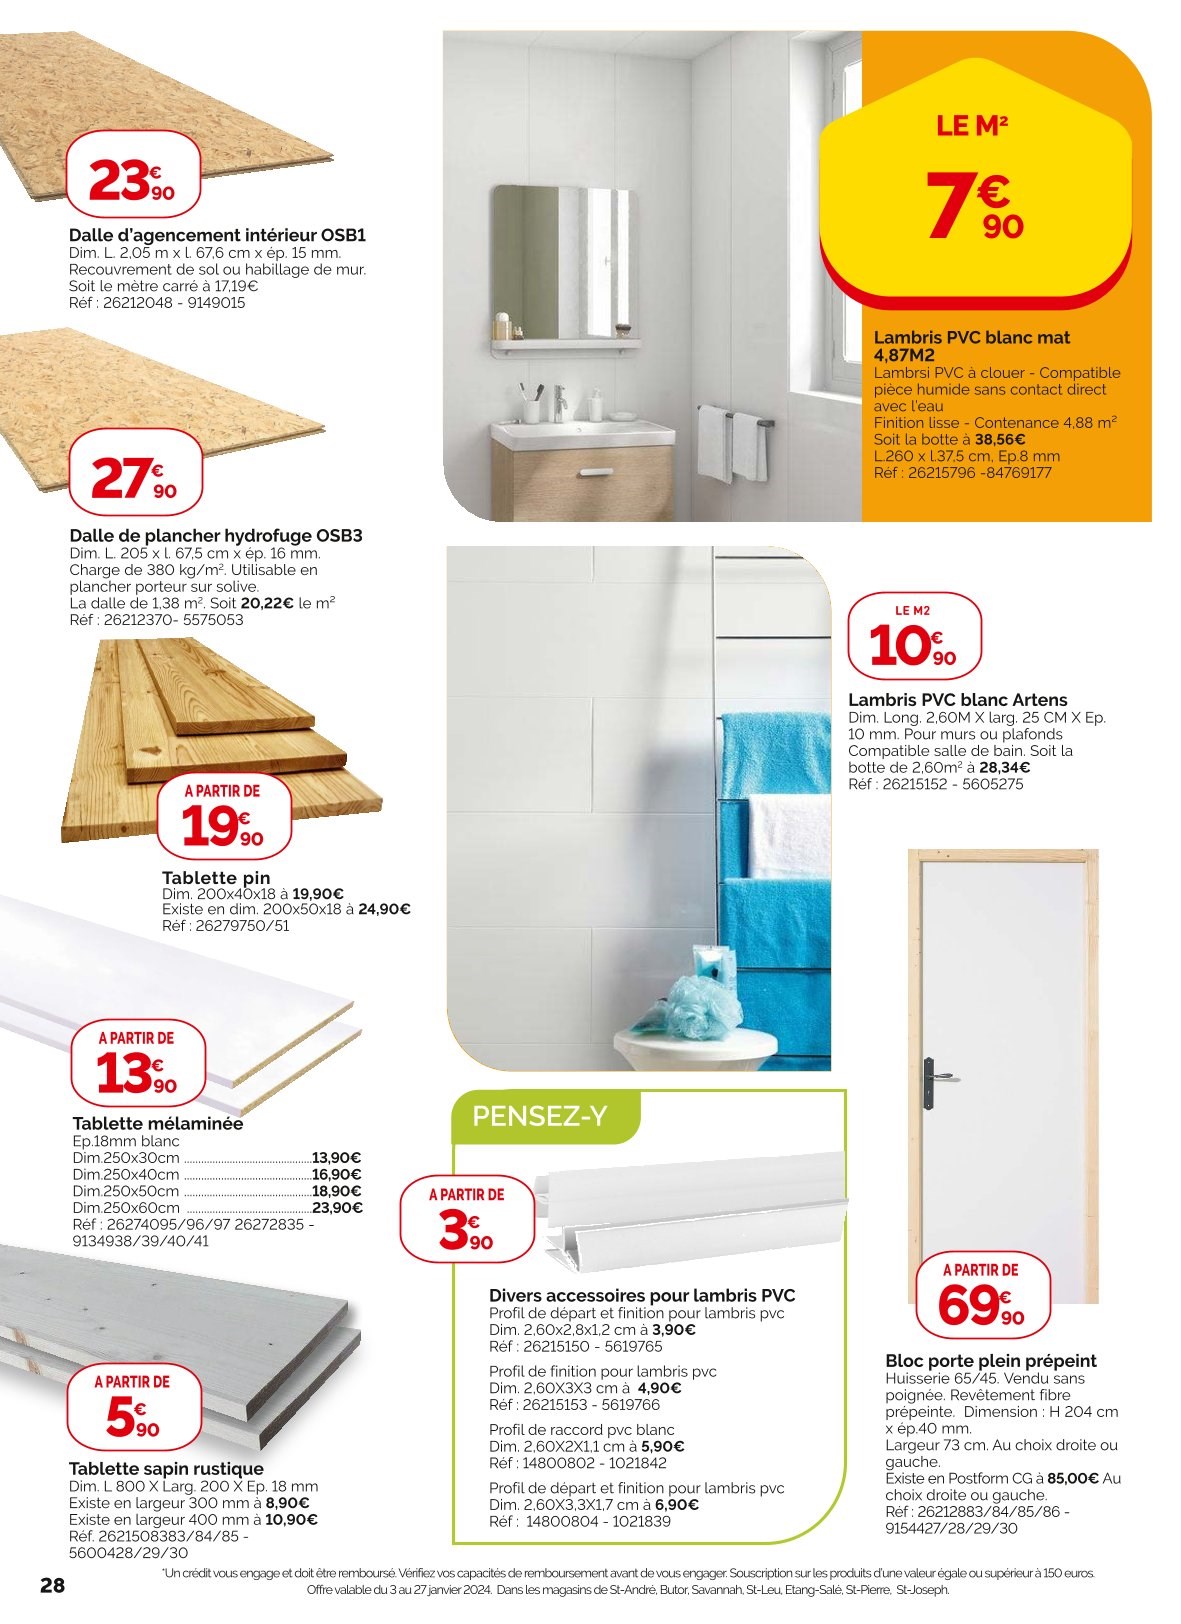 23€90
Dalle d'agencement intérieur OSB1
Dim. L. 2,05 m x l. 67,6 cm x ép. 15 mm.
Recouvrement de sol ou habillage de mur.
Soit le mètre carré à 17,19€
Réf : 26212048 - 9149015
27€90
Dalle de plancher hydrofuge OSB3
Dim. L. 205 x l. 67,5 cm x ép. 16 mm.
Charge de 380 kg/m². Utilisable en
plancher porteur sur solive.
La dalle de 1,38 m². Soit 20,22€ le m²
Réf : 26212370- 5575053
A PARTIR DE
19€90
Tablette pin
Dim. 200x40x18 à 19,90€
Existe en dim. 200x50x18 à 24,90€
Réf : 26279750/51
A PARTIR DE
13€90
Tablette mélaminée
Ep.18mm blanc
Dim.250x30cm ........................................13,90€
Dim.250x40cm ........................................16,90€
Dim.250x50cm ........................................18,90€
Dim.250x60cm ........................................23,90€
Réf : 26274095/96/97 26272835 -
9134938/39/40/41
A PARTIR DE
5€90
Tablette sapin rustique
Dim. L 800 X Larg. 200 X Ep. 18 mm
Existe en largeur 300 mm à 8,90€
Existe en largeur 400 mm à 10,90€
Réf. 2621508383/84/85 -
5600428/29/30
LE M²
7€90
Lambris PVC blanc mat
4,87M2
Lambrsi PVC à clouer - Compatible
pièce humide sans contact direct
avec l'eau
Finition lisse - Contenance 4,88 m²
Soit la botte à 38,56€
L.260 x l.37,5 cm, Ep.8 mm
Réf : 26215796 -84769177
LE M2
10€90
Lambris PVC blanc Artens
Dim. Long. 2,60M X larg. 25 CM X Ep.
10 mm. Pour murs ou plafonds
Compatible salle de bain. Soit la
botte de 2,60m² à 28,34€
Réf : 26215152 - 5605275
PENSEZ-Y
A PARTIR DE
3€90
Divers accessoires pour lambris PVC
Profil de départ et finition pour lambris pvc
Dim. 2,60x2,8x1,2 cm à 3,90€
Réf : 26215150 - 5619765
Profil de finition pour lambris pvc
Dim. 2,60X3X3 cm à 4,90€
Réf : 26215153 - 5619766
Profil de raccord pvc blanc
Dim. 2,60X2X1,1 cm à 5,90€
Réf : 14800802 - 1021842
Profil de départ et finition pour lambris pvc
Dim. 2,60X3,3X1,7 cm à 6,90€
Réf : 14800804 - 1021839
A PARTIR DE
69€90
Bloc porte plein prépeint
Huisserie 65/45. Vendu sans
poignée. Revêtement fibre
prépeinte. Dimension : H 204 cm
x ép.40 mm.
Largeur 73 cm. Au choix droite ou
gauche.
Existe en Postform CG à 85,00€ Au
choix droite ou gauche.
Réf : 26212883/84/85/86 -
9154427/28/29/30
28
*Un crédit vous engage et doit être remboursé. Vérifiez vos capacités de remboursement avant de vous engager. Souscription sur les produits d'une valeur égale ou supérieur à 150 euros.
Offre valable du 3 au 27 janvier 2024. Dans les magasins de St-André, Butor, Savannah, St-Leu, Etang-Salé, St-Pierre, St-Joseph.